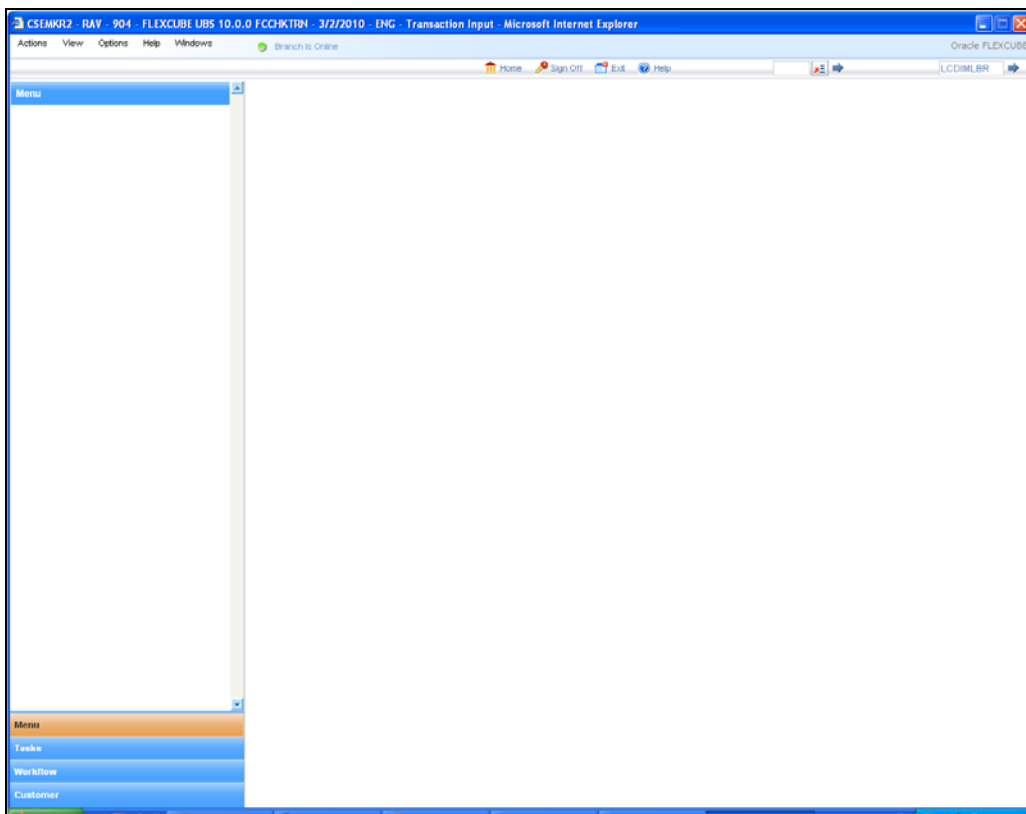 CSEMKR2 - RAV - 904 - FLEXCUBE UBS 10.0.0 FCCHKTRN - 3/2/2010 - ENG - Transaction Input - Microsoft Internet Explorer
Actions View Options Help Windows Branch Is Online Oracle FLEXCUBE
Home Sign Off Exit Help LCDIMLBR
Menu
Menu
Tasks
Workflow
Customer